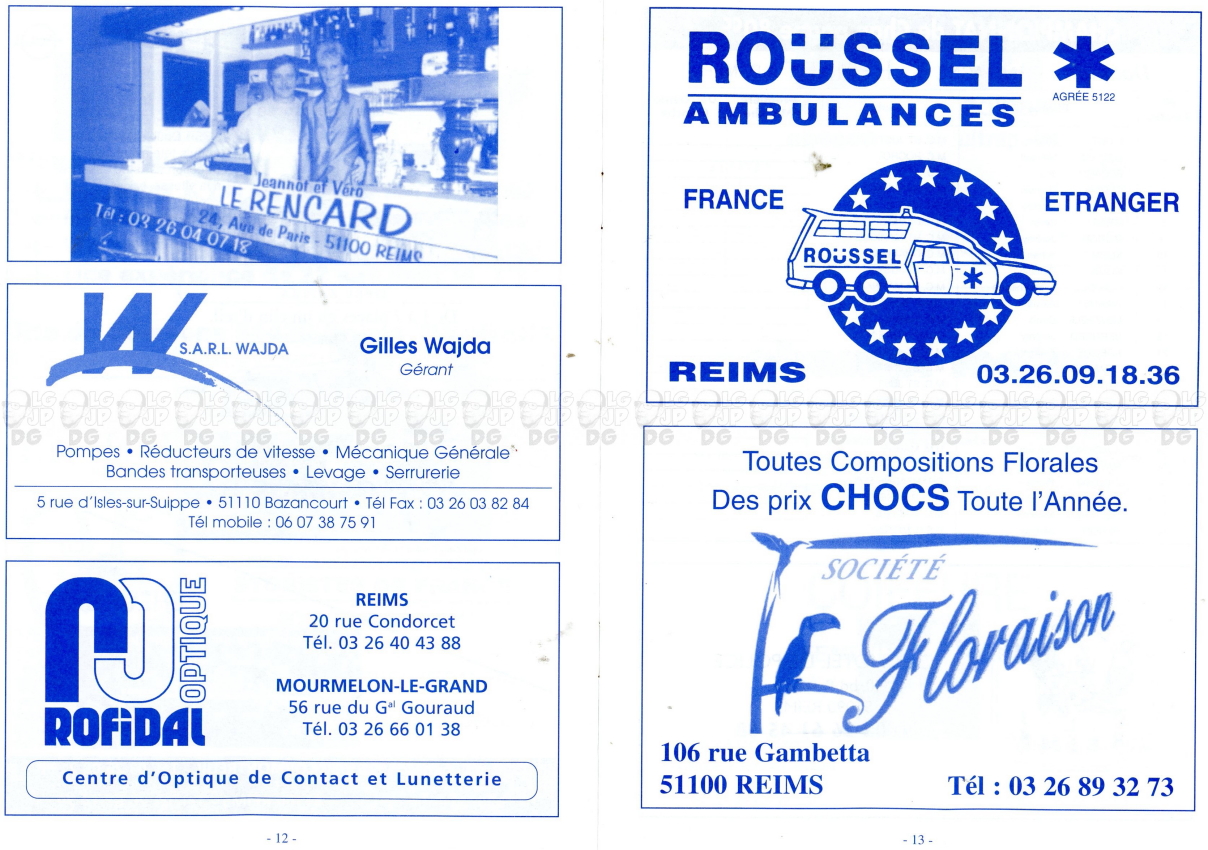 Jeannot et Véro
LE RENCARD
24, Aue de Paris - 51100 REIMS
Tél : 03 26 04 07 18
W
S.A.R.L. WAJDA
Gilles Wajda
Gérant
Pompes • Réducteurs de vitesse • Mécanique Générale
Bandes transporteuses • Levage • Serrurerie
5 rue d'Isles-sur-Suippe • 51110 Bazancourt • Tél Fax : 03 26 03 82 84
Tél mobile : 06 07 38 75 91
OPTIQUE
ROFiDAL
REIMS
20 rue Condorcet
Tél. 03 26 40 43 88
MOURMELON-LE-GRAND
56 rue du Gal Gouraud
Tél. 03 26 66 01 38
Centre d'Optique de Contact et Lunetterie
- 12 -
ROÜSSEL
AMBULANCES
AGRÉE 5122
FRANCE
ETRANGER
ROÜSSEL
REIMS
03.26.09.18.36
Toutes Compositions Florales
Des prix CHOCS Toute l'Année.
SOCIÉTÉ
Floraison
106 rue Gambetta
51100 REIMS
Tél : 03 26 89 32 73
- 13 -